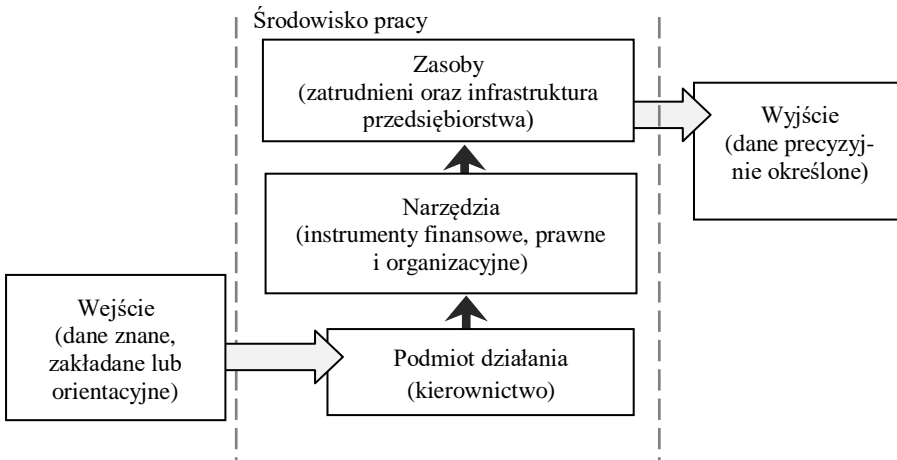 Środowisko pracy
Zasoby
(zatrudnieni oraz infrastruktura
przedsiębiorstwa)
Wyjście
(dane precyzyj-
nie określone)
Narzędzia
(instrumenty finansowe, prawne
i organizacyjne)
Wejście
(dane znane,
zakładane lub
orientacyjne)
Podmiot działania
(kierownictwo)